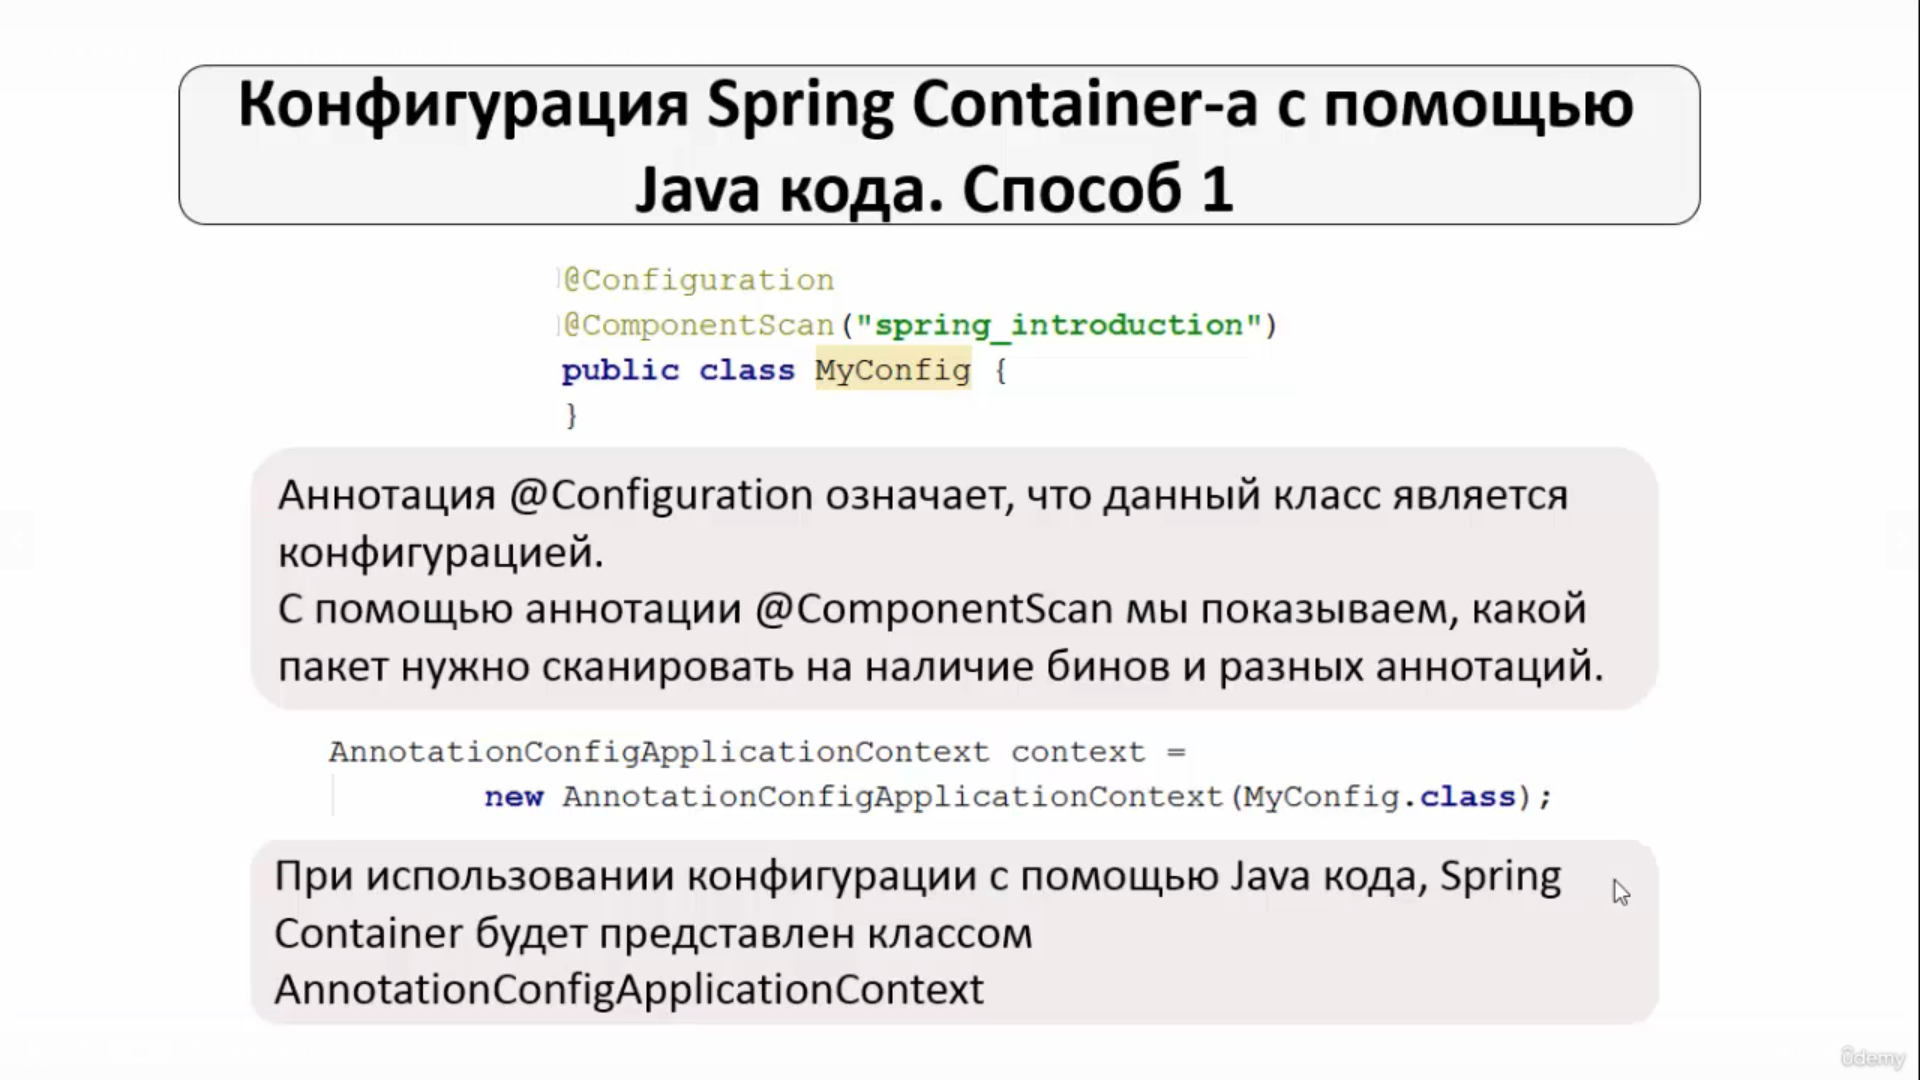 Конфигурация Spring Container-а с помощью
Java кода. Способ 1
@Configuration
@ComponentScan("spring_introduction")
public class MyConfig {
}
Аннотация @Configuration означает, что данный класс является
конфигурацией.
С помощью аннотации @ComponentScan мы показываем, какой
пакет нужно сканировать на наличие бинов и разных аннотаций.
AnnotationConfigApplicationContext context =
new AnnotationConfigApplicationContext(MyConfig.class);
При использовании конфигурации с помощью Java кода, Spring
Container будет представлен классом
AnnotationConfigApplicationContext
ûdemy